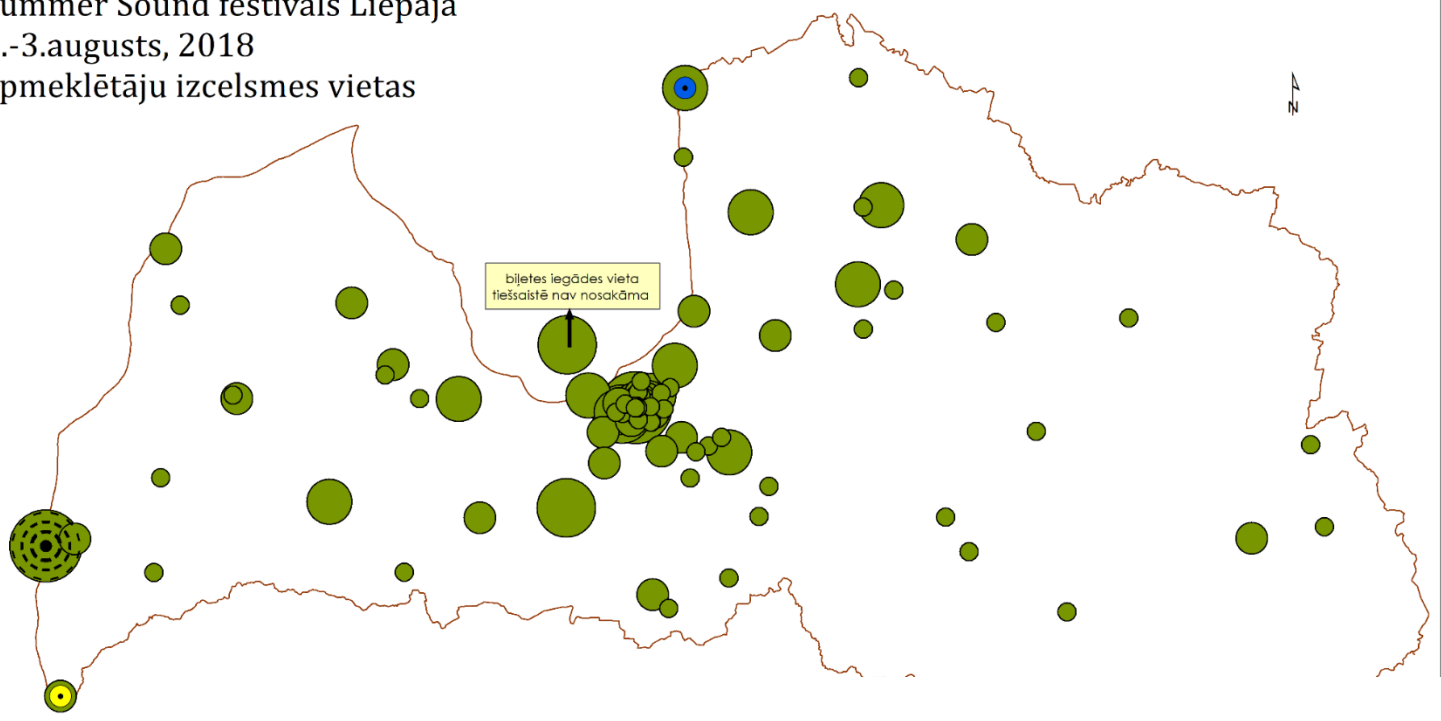 ummer Sound festivāls Liepājā
.-3.augusts, 2018
pmeklētāju izcelsmes vietas
N
biļetes iegādes vieta
tiešsaistē nav nosakāma